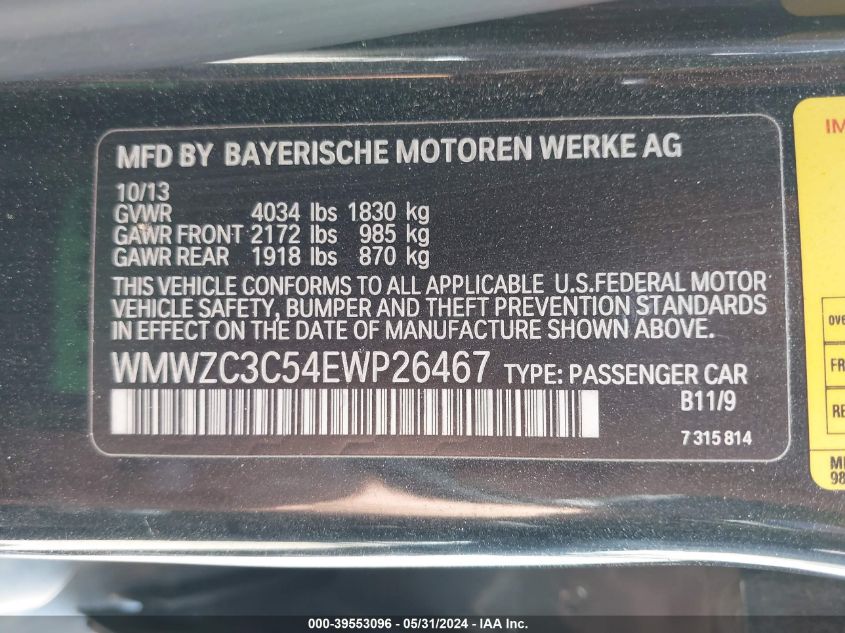 MFD BY BAYERISCHE MOTOREN WERKE AG
10/13
GVWR 4034 lbs 1830 kg
GAWR FRONT 2172 lbs 985 kg
GAWR REAR 1918 lbs 870 kg
THIS VEHICLE CONFORMS TO ALL APPLICABLE U.S.FEDERAL MOTOR
VEHICLE SAFETY, BUMPER AND THEFT PREVENTION STANDARDS
IN EFFECT ON THE DATE OF MANUFACTURE SHOWN ABOVE.
WMWZC3C54EWP26467 TYPE: PASSENGER CAR
B11/9
7 315 814
000-39553096 - 05/31/2024 - IAA Inc.